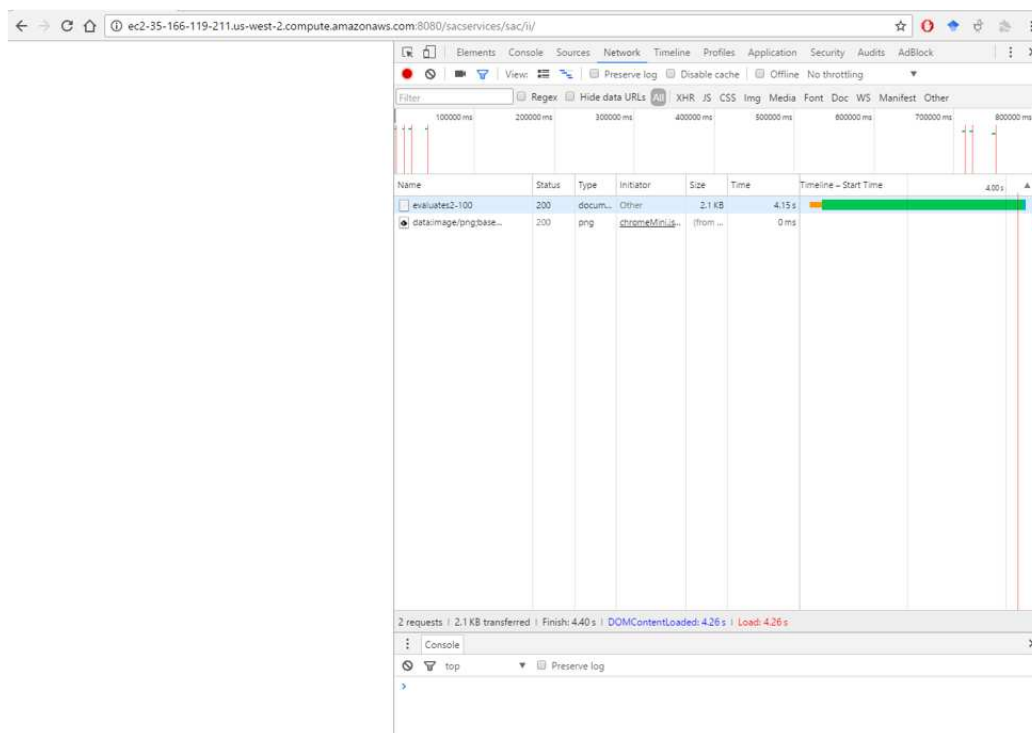 ec2-35-166-119-211.us-west-2.compute.amazonaws.com:8080/sacservices/sac/ii/
Elements Console Sources Network Timeline Profiles Application Security Audits AdBlock
View: Preserve log Disable cache Offline No throttling
Filter Regex Hide data URLs All XHR JS CSS Img Media Font Doc WS Manifest Other
100000 ms 200000 ms 300000 ms 400000 ms 500000 ms 600000 ms 700000 ms 800000 ms
Name Status Type Initiator Size Time Timeline – Start Time 4.00 s
evaluates2-100 200 docum... Other 2.1 KB 4.15 s
data:image/png;base... 200 png (from ... 0 ms
2 requests | 2.1 KB transferred | Finish: 4.40 s | DOMContentLoaded: 4.26 s | Load: 4.26 s
Console
top Preserve log